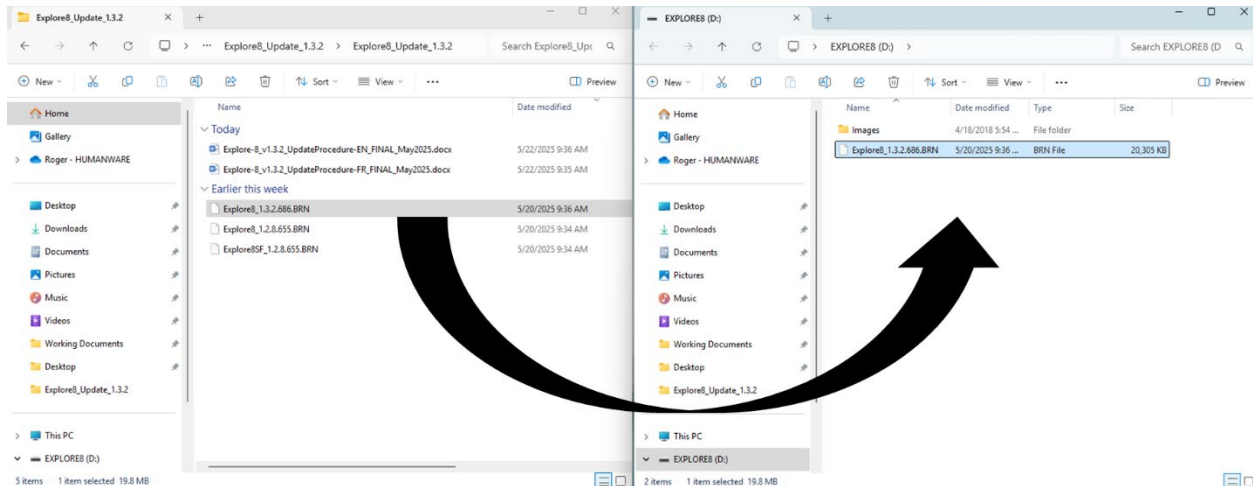 Explore8_Update_1.3.2
Explore8_Update_1.3.2 > Explore8_Update_1.3.2
Search Explore8_Up
New
Sort
View
Preview
Home
Gallery
Roger - HUMANWARE
Desktop
Downloads
Documents
Pictures
Music
Videos
Working Documents
Desktop
Explore8_Update_1.3.2
This PC
EXPLORE8 (D:)
Name Date modified
Today
Explore-8_v1.3.2_UpdateProcedure-EN_FINAL_May2025.docx 5/22/2025 9:36 AM
Explore-8_v1.3.2_UpdateProcedure-FR_FINAL_May2025.docx 5/22/2025 9:35 AM
Earlier this week
Explore8_1.3.2.686.BRN 5/20/2025 9:36 AM
Explore8_1.2.8.655.BRN 5/20/2025 9:34 AM
Explore8SF_1.2.8.655.BRN 5/20/2025 9:34 AM
5 items 1 item selected 19.8 MB
EXPLORE8 (D:)
EXPLORE8 (D:) >
Search EXPLORE8 (D
New
Sort
View
Preview
Home
Gallery
Roger - HUMANWARE
Desktop
Downloads
Documents
Pictures
Music
Videos
Working Documents
Desktop
Explore8_Update_1.3.2
This PC
EXPLORE8 (D:)
Name Date modified Type Size
Images 4/18/2018 5:54 ... File folder
Explore8_1.3.2.686.BRN 5/20/2025 9:36 ... BRN File 20,305 KB
2 items 1 item selected 19.8 MB